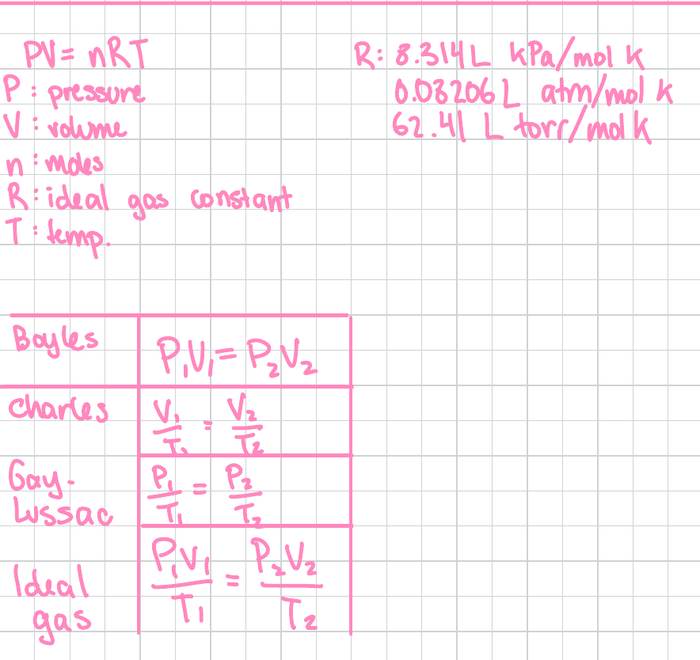 PV = nRT
P: pressure
V: volume
n: moles
R: ideal gas constant
T: temp.
R: 8.314 L kPa/mol k
0.08206 L atm/mol k
62.41 L torr/mol k
Boyles P₁V₁ = P₂V₂
Charles V₁/T₁ = V₂/T₂
Gay-
Lussac P₁/T₁ = P₂/T₂
Ideal
gas P₁V₁/T₁ = P₂V₂/T₂